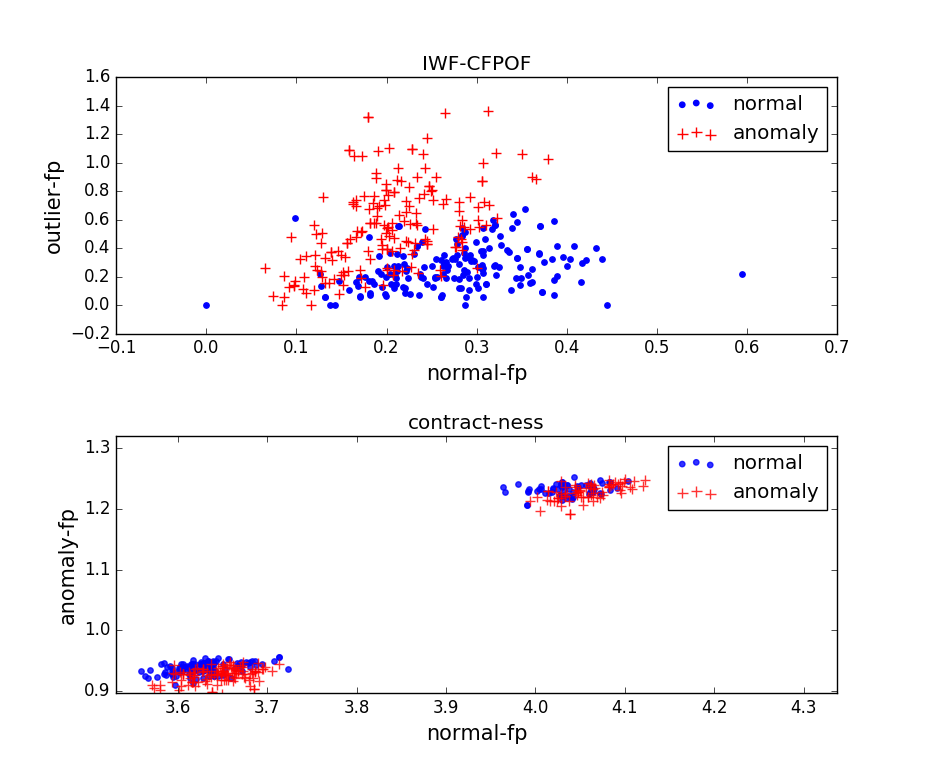 IWF-CFPOF
1.6
1.4
1.2
1.0
0.8
0.6
0.4
0.2
0.0
−0.2
outlier-fp
normal
anomaly
−0.1 0.0 0.1 0.2 0.3 0.4 0.5 0.6 0.7
normal-fp
contract-ness
1.3
1.2
1.1
1.0
0.9
anomaly-fp
normal
anomaly
3.6 3.7 3.8 3.9 4.0 4.1 4.2 4.3
normal-fp